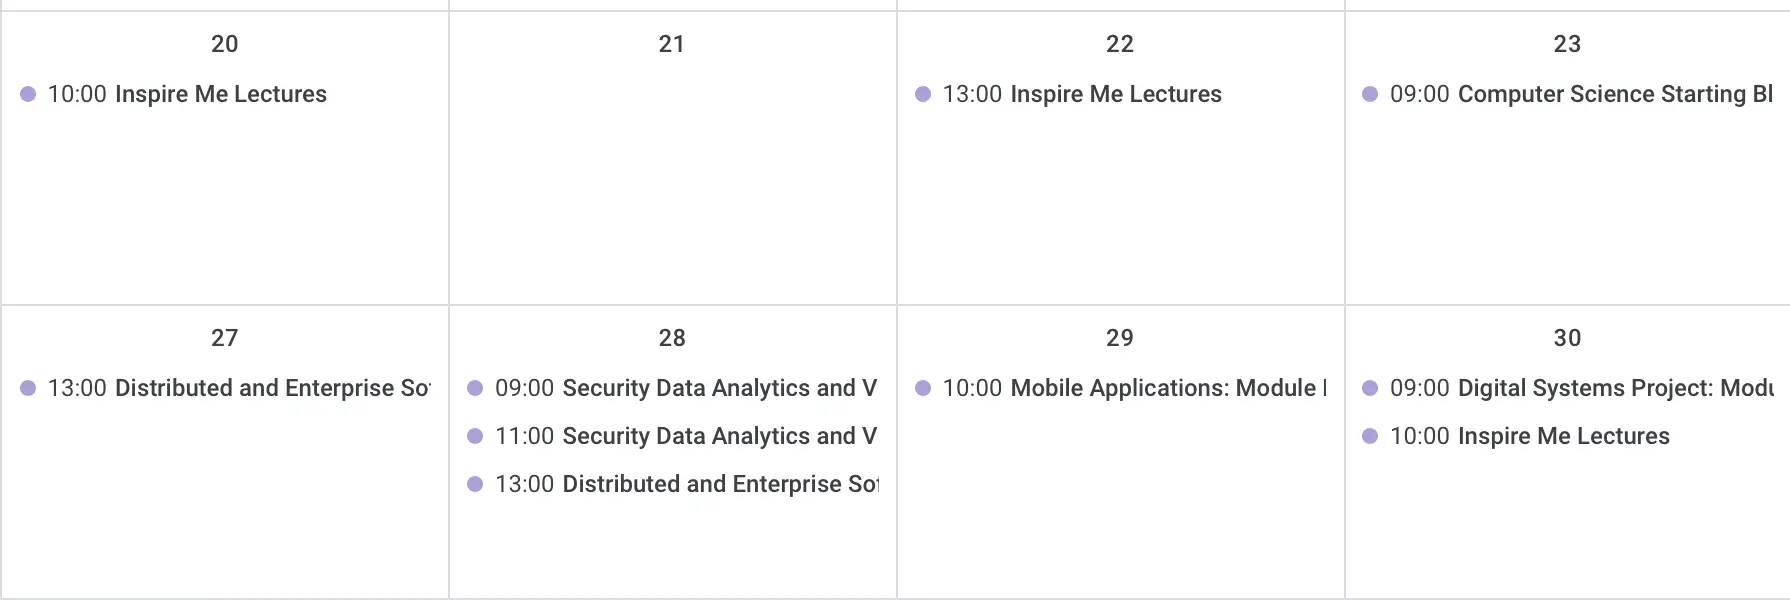 20
10:00 Inspire Me Lectures
21
22
13:00 Inspire Me Lectures
23
09:00 Computer Science Starting Bl
27
13:00 Distributed and Enterprise So
28
09:00 Security Data Analytics and V
11:00 Security Data Analytics and V
13:00 Distributed and Enterprise So
29
10:00 Mobile Applications: Module
30
09:00 Digital Systems Project: Modu
10:00 Inspire Me Lectures